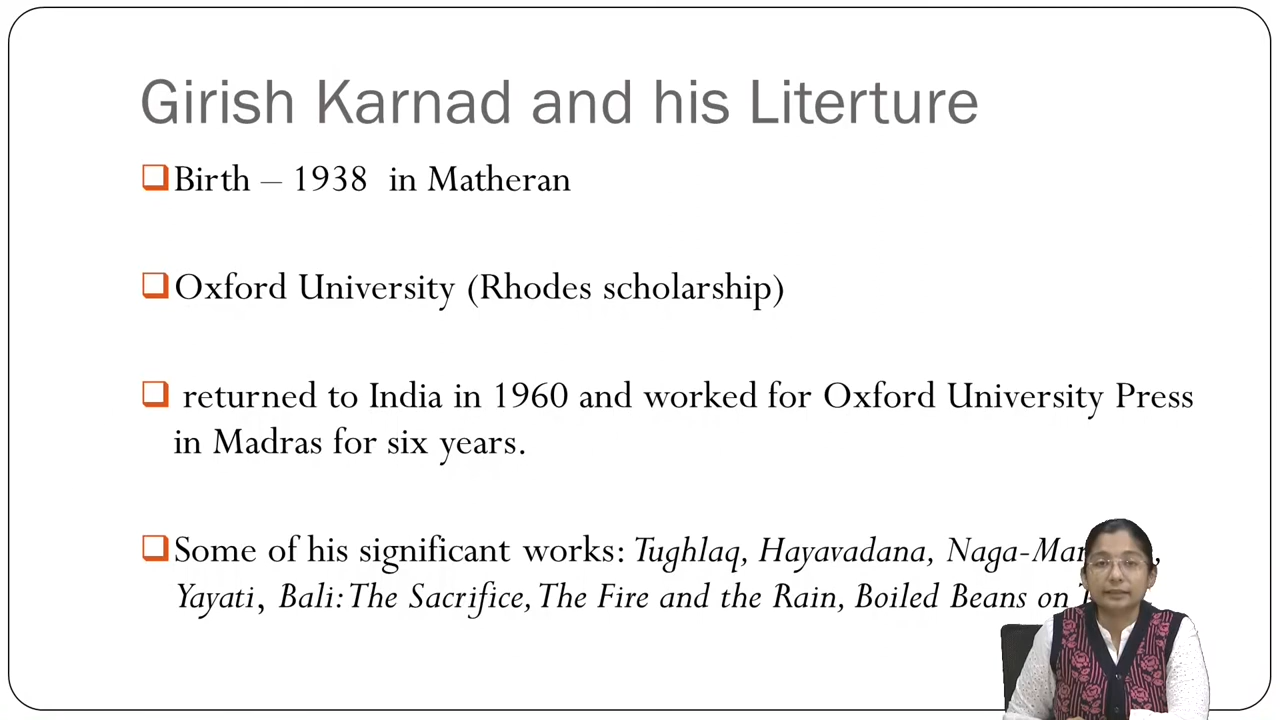 Girish Karnad and his Literture
Birth – 1938 in Matheran
Oxford University (Rhodes scholarship)
returned to India in 1960 and worked for Oxford University Press
in Madras for six years.
Some of his significant works: Tughlaq, Hayavadana,
Yayati, Bali: The Sacrifice, The Fire and the Rain, Boiled Beans on